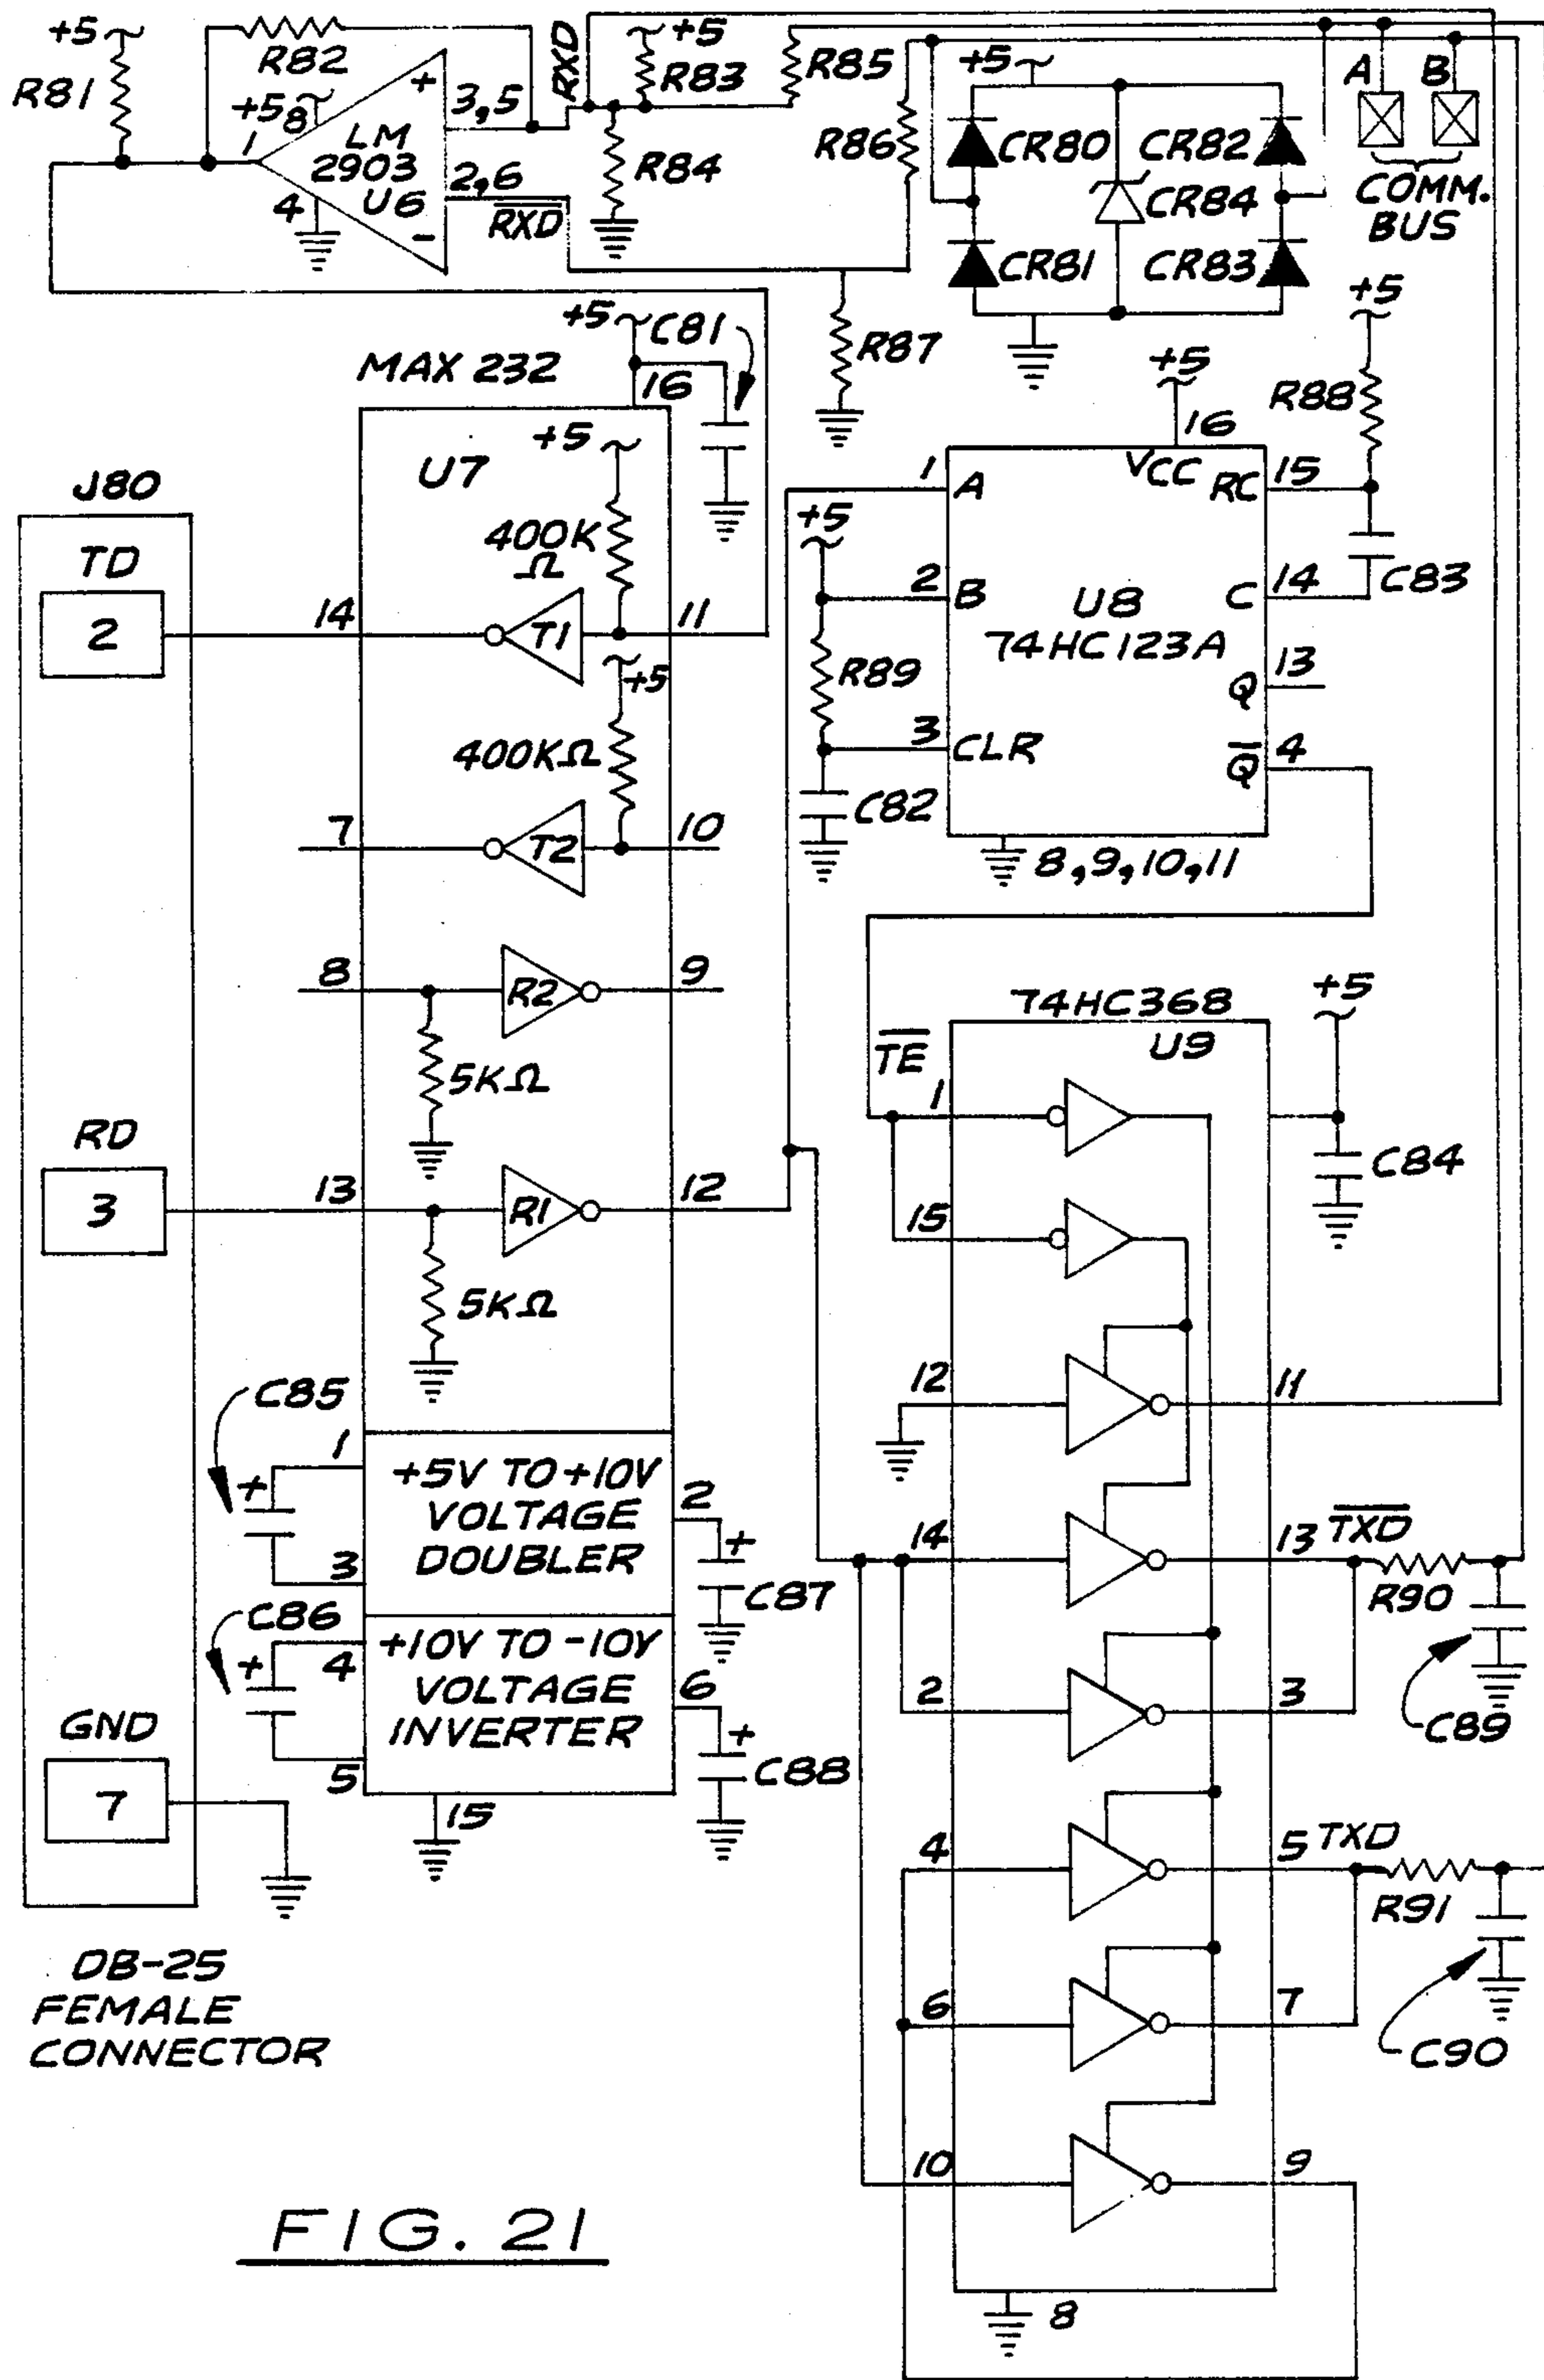 +5
R81
R82
+5
8
1
LM
2903
U6
4
+
-
3,5
2,6
RXD
RXD
+5
R83
R84
R85
R86
R87
+5
CR80
CR81
CR82
CR83
CR84
A
B
COMM.
BUS
+5
R88
MAX 232
+5
C81
16
U7
+5
400K
Ω
14
T1
11
+5
400KΩ
7
T2
10
8
R2
9
5KΩ
13
R1
12
5KΩ
J80
TD
2
RD
3
GND
7
DB-25
FEMALE
CONNECTOR
C85
1
+
3
+5V TO +10V
VOLTAGE
DOUBLER
2
+
C87
C86
4
+
5
+10V TO -10V
VOLTAGE
INVERTER
6
+
C88
15
+5
16
VCC
1
A
RC
15
+5
2
B
U8
74HC123A
C
14
C83
R89
Q
13
3
CLR
Q
4
C82
8,9,10,11
74HC368
U9
+5
TE
1
C84
15
12
11
14
13
TXD
R90
C89
2
3
4
5
TXD
R91
C90
6
7
10
9
8
FIG. 21